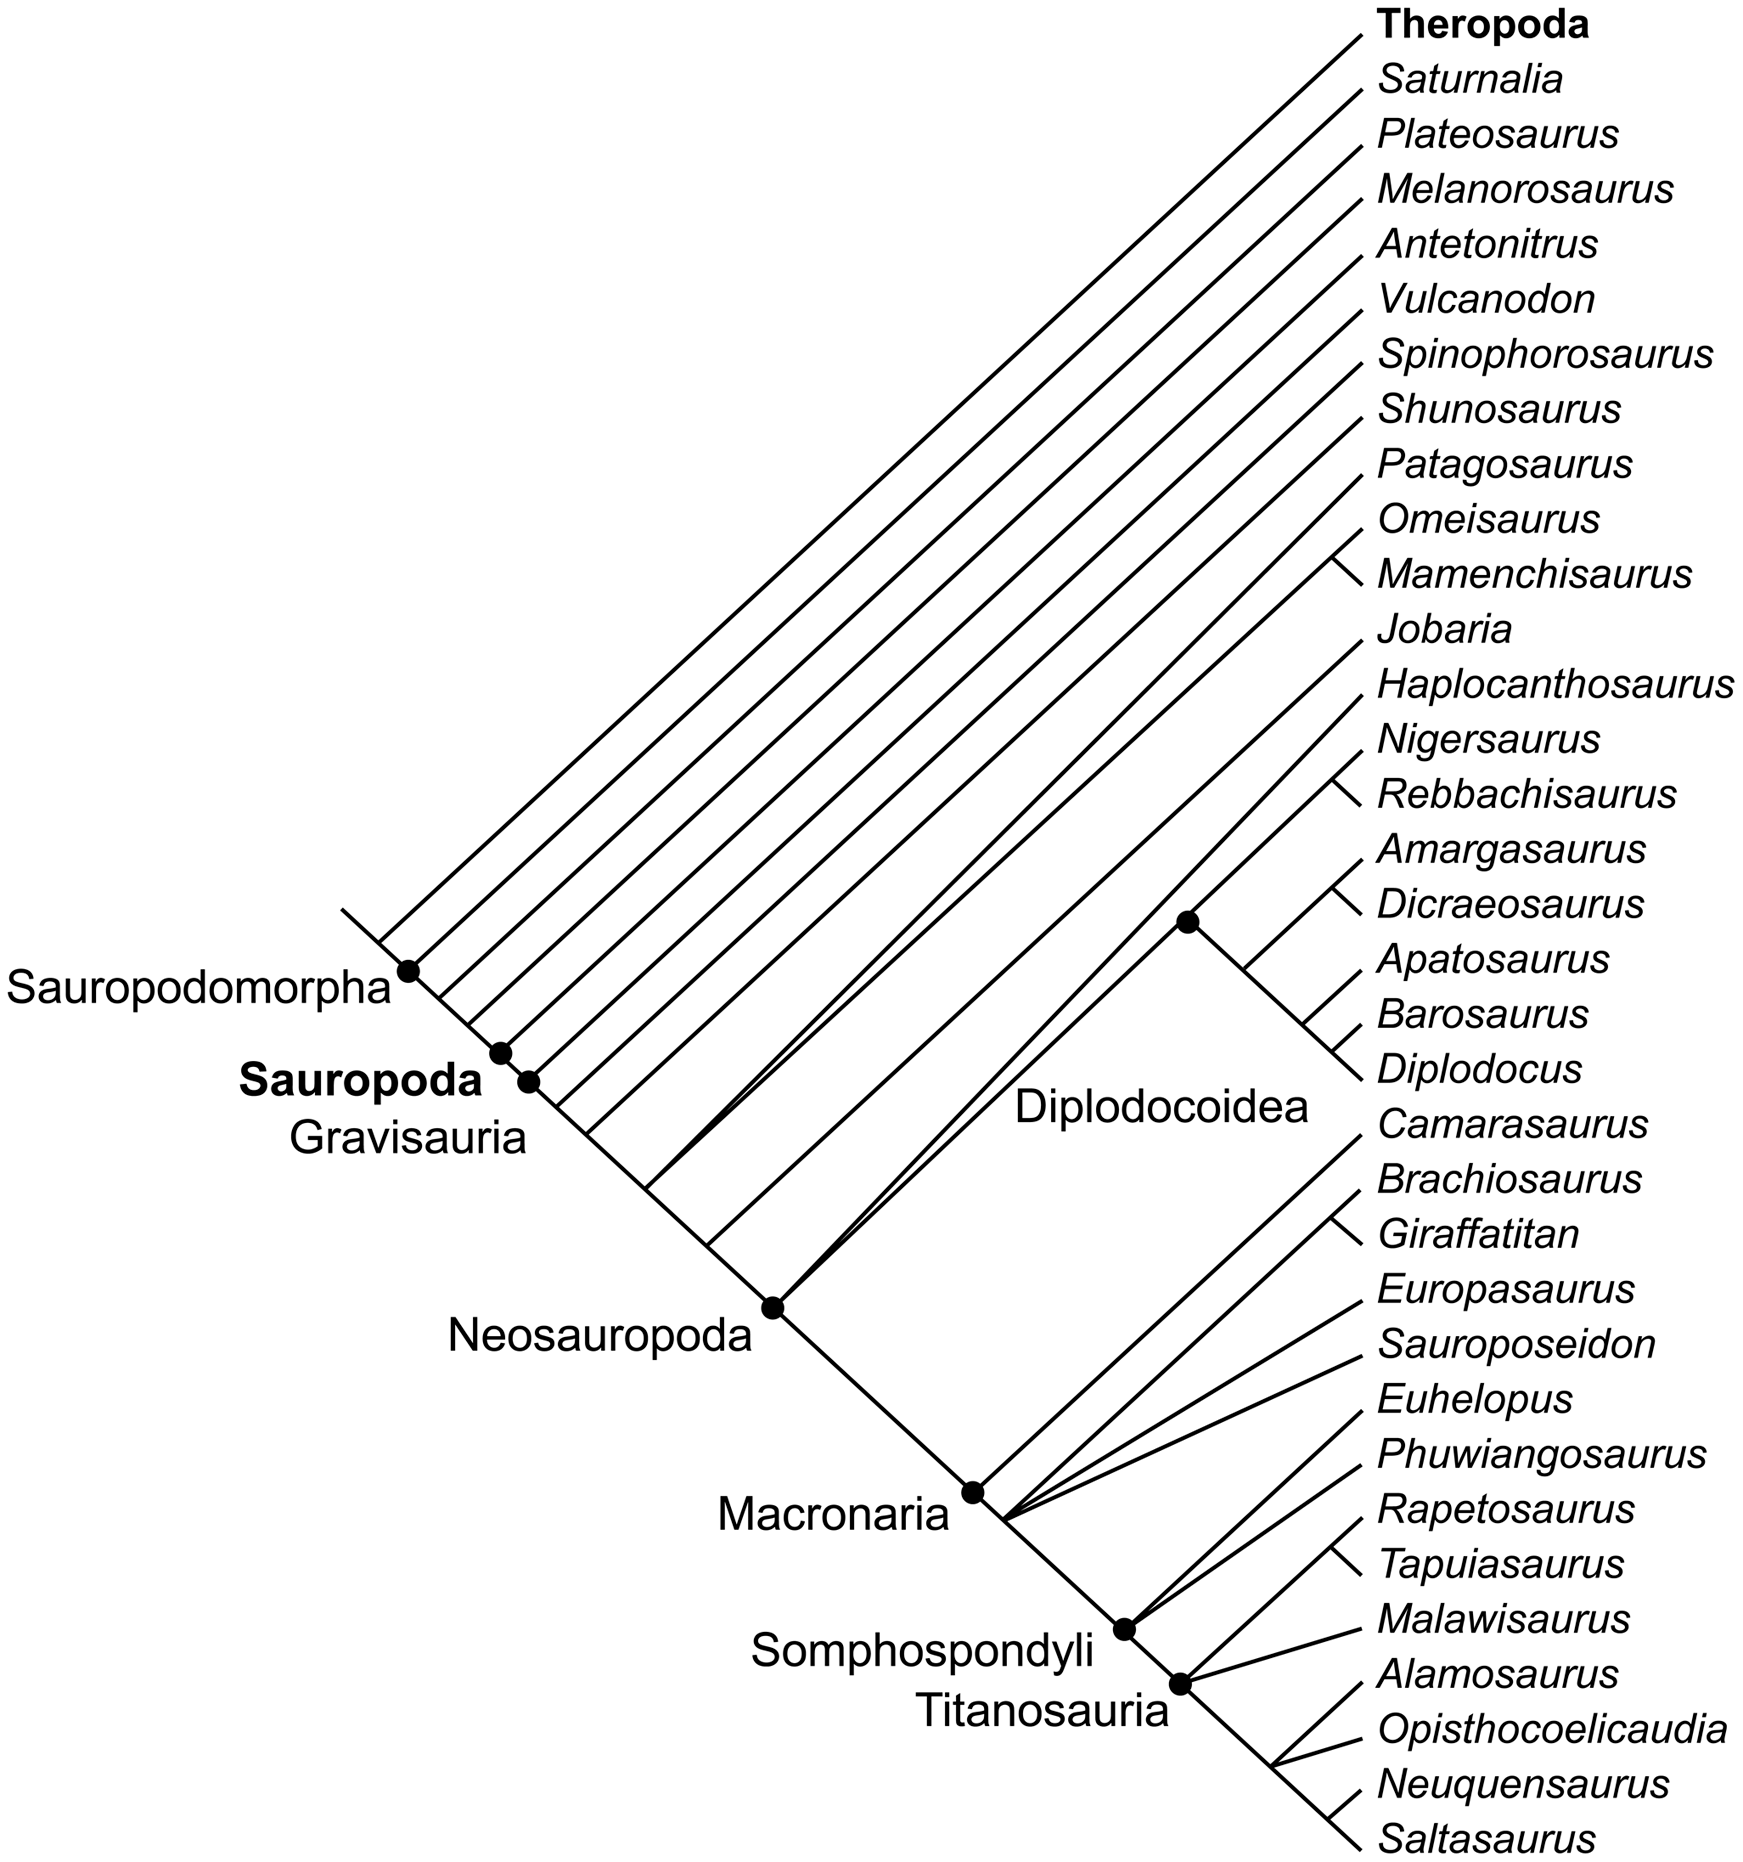 Theropoda
Saturnalia
Plateosaurus
Melanorosaurus
Antetonitrus
Vulcanodon
Spinophorosaurus
Shunosaurus
Patagosaurus
Omeisaurus
Mamenchisaurus
Jobaria
Haplocanthosaurus
Nigersaurus
Rebbachisaurus
Amargasaurus
Dicraeosaurus
Apatosaurus
Barosaurus
Diplodocus
Camarasaurus
Brachiosaurus
Giraffatitan
Europasaurus
Sauroposeidon
Euhelopus
Phuwiangosaurus
Rapetosaurus
Tapuiasaurus
Malawisaurus
Alamosaurus
Opisthocoelicaudia
Neuquensaurus
Saltasaurus
Sauropodomorpha
Sauropoda
Gravisauria
Diplodocoidea
Neosauropoda
Macronaria
Somphospondyli
Titanosauria